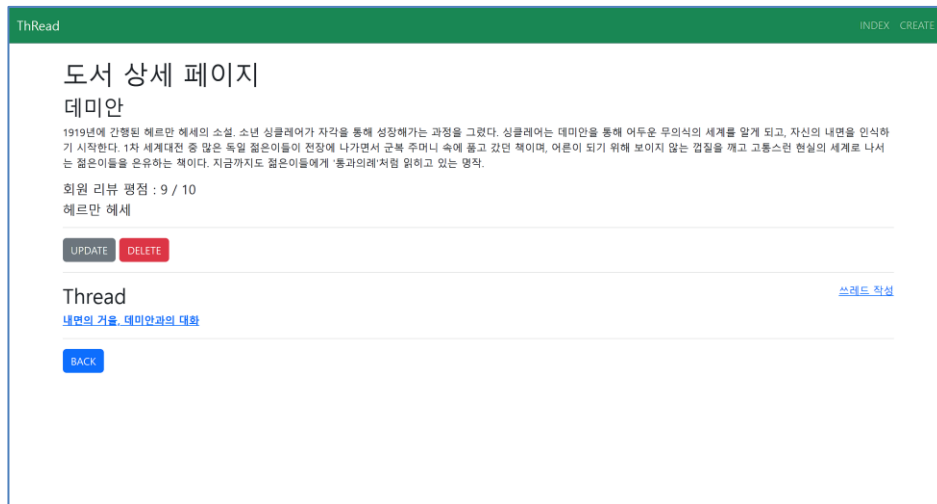 ThRead INDEX CREATE
도서 상세 페이지
데미안
1919년에 간행된 헤르만 헤세의 소설. 소년 싱클레어가 자각을 통해 성장해가는 과정을 그렸다. 싱클레어는 데미안을 통해 어두운 무의식의 세계를 알게 되고, 자신의 내면을 인식하
기 시작한다. 1차 세계대전 중 많은 독일 젊은이들이 전장에 나가면서 군복 주머니 속에 품고 갔던 책이며, 어른이 되기 위해 보이지 않는 껍질을 깨고 고통스런 현실의 세계로 나서
는 젊은이들을 은유하는 책이다. 지금까지도 젊은이들에게 '통과의례'처럼 읽히고 있는 명작.
회원 리뷰 평점 : 9 / 10
헤르만 헤세
UPDATE DELETE
Thread 쓰레드 작성
내면의 거울, 데미안과의 대화
BACK